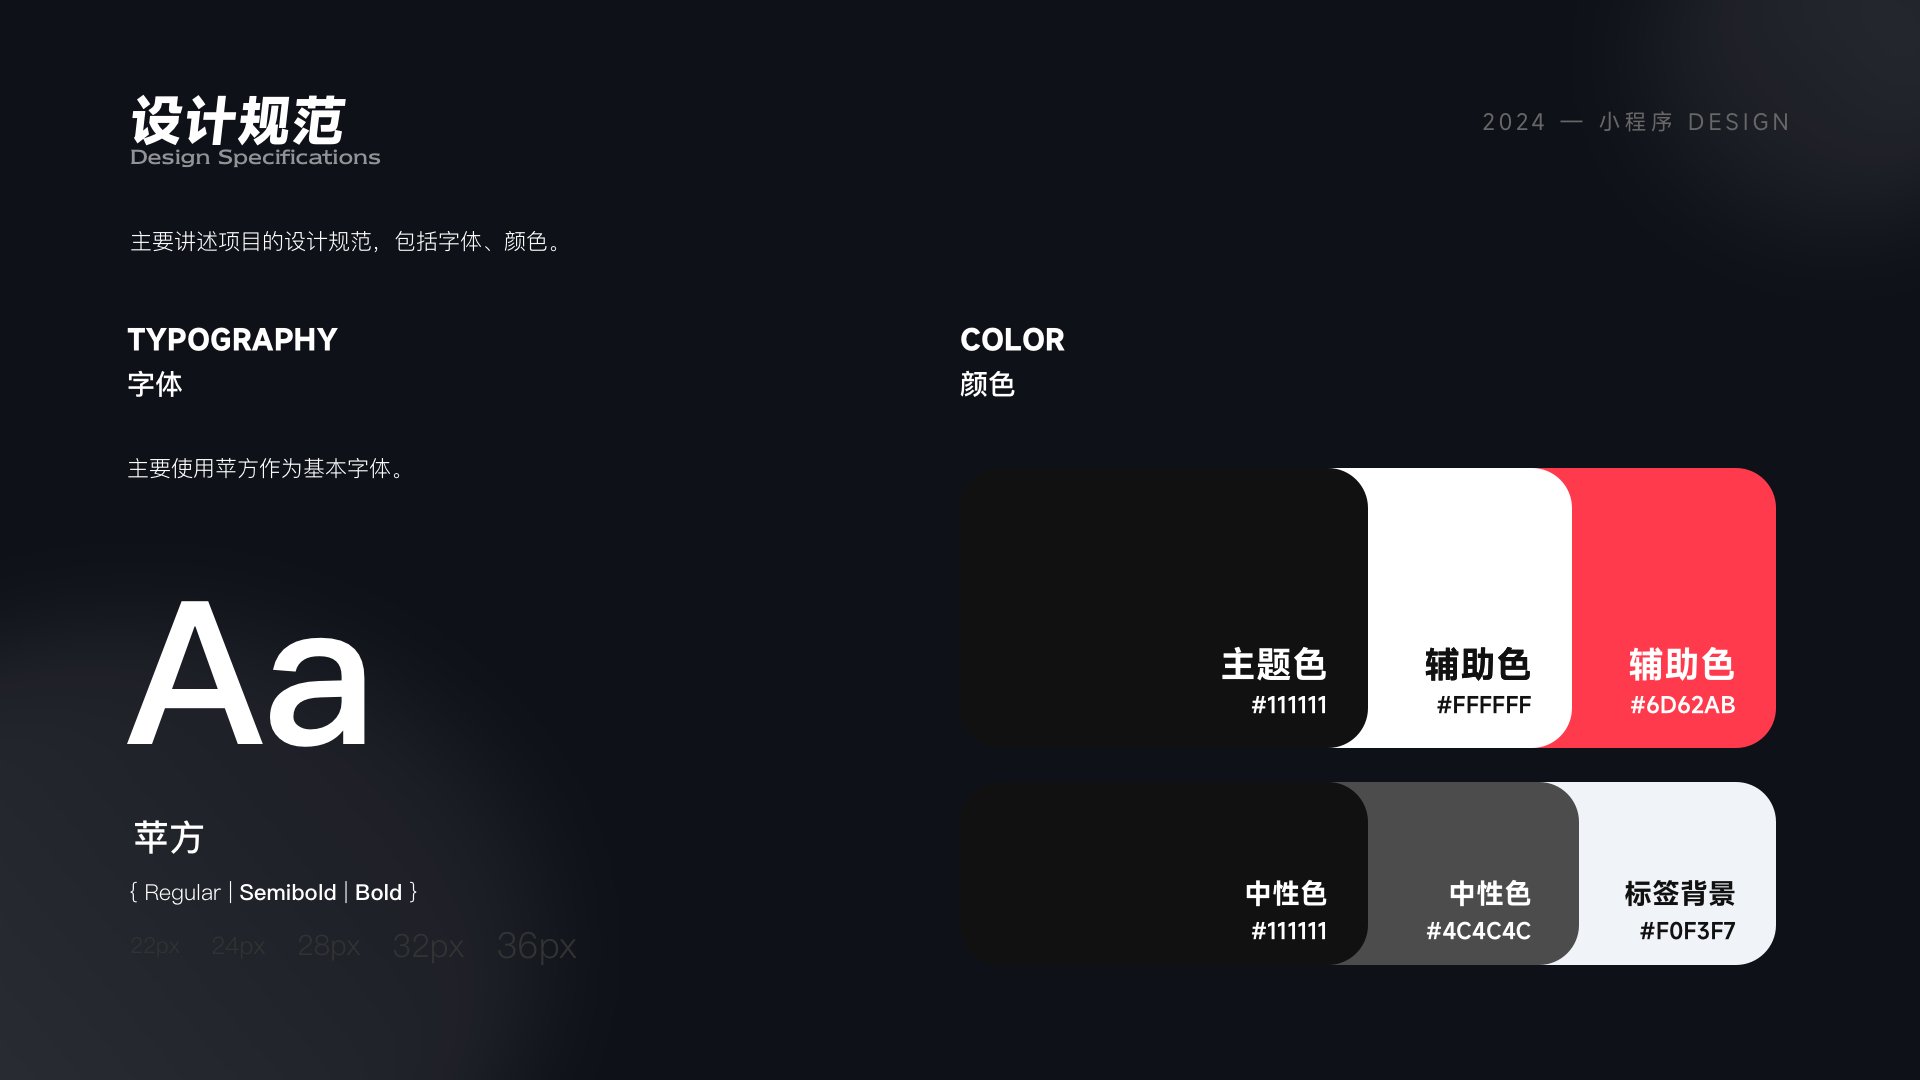 设计规范
Design Specifications
2024 — 小程序 DESIGN
主要讲述项目的设计规范，包括字体、颜色。
TYPOGRAPHY
字体
主要使用苹方作为基本字体。
Aa
苹方
{ Regular | Semibold | Bold }
22px 24px 28px 32px 36px
COLOR
颜色
主题色
#111111
辅助色
#FFFFFF
辅助色
#6D62AB
中性色
#111111
中性色
#4C4C4C
标签背景
#F0F3F7